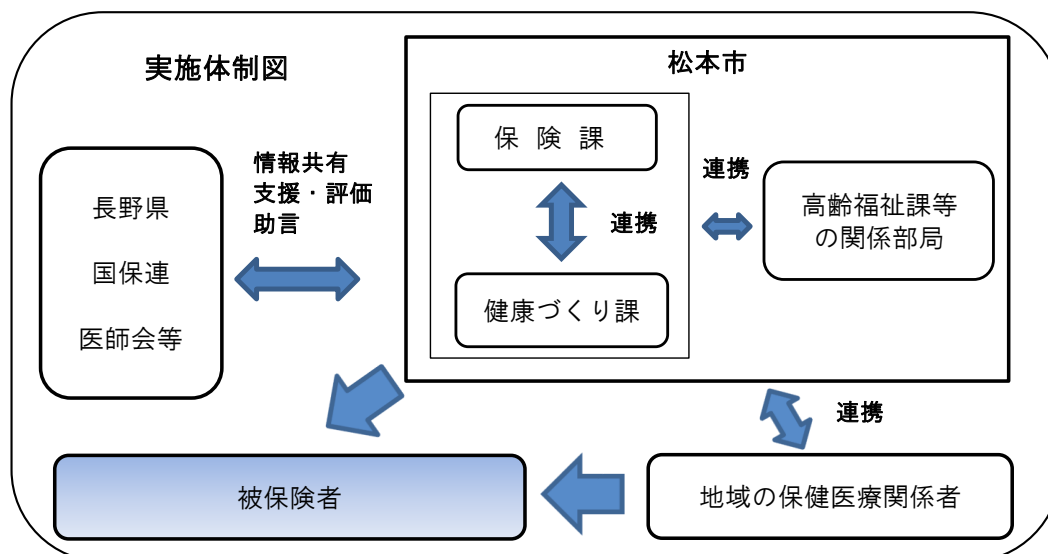 実施体制図
松本市
保 険 課
連携
健康づくり課
連携
高齢福祉課等
の関係部局
情報共有
支援・評価
助言
長野県
国保連
医師会等
連携
被保険者
地域の保健医療関係者